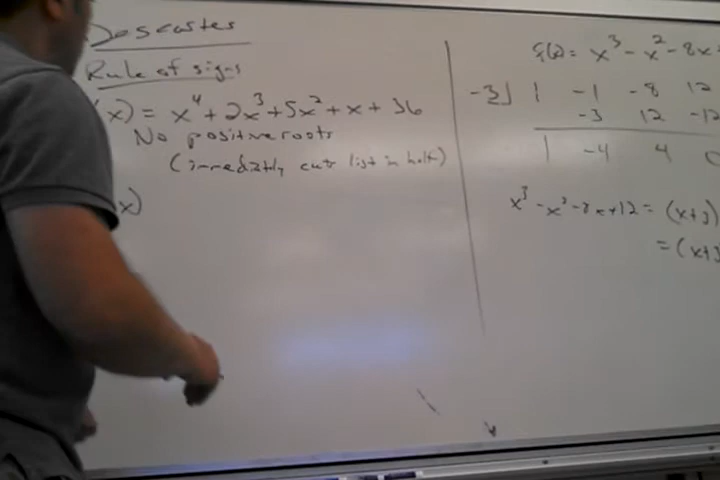 Descartes
Rule of signs
(x) = x⁴ + 2x³ + 5x² + x + 36
No positive roots
(immediately cuts list in half)
x)
f(x) = x³ - x² - 8x
-3⌋ 1 -1 -8 12
-3 12 -12
1 -4 4 0
x³ - x² - 8x + 12 = (x+3)
= (x+3